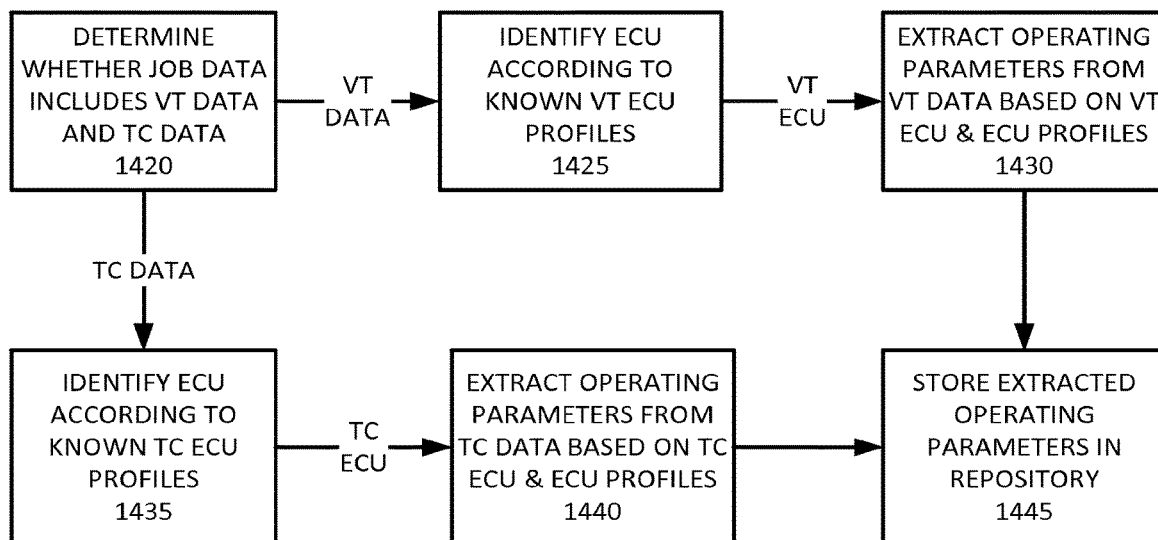 DETERMINE
WHETHER JOB DATA
INCLUDES VT DATA
AND TC DATA
1420
VT
DATA
IDENTIFY ECU
ACCORDING TO
KNOWN VT ECU
PROFILES
1425
VT
ECU
EXTRACT OPERATING
PARAMETERS FROM
VT DATA BASED ON VT
ECU & ECU PROFILES
1430
TC DATA
IDENTIFY ECU
ACCORDING TO
KNOWN TC ECU
PROFILES
1435
TC
ECU
EXTRACT OPERATING
PARAMETERS FROM
TC DATA BASED ON TC
ECU & ECU PROFILES
1440
STORE EXTRACTED
OPERATING
PARAMETERS IN
REPOSITORY
1445